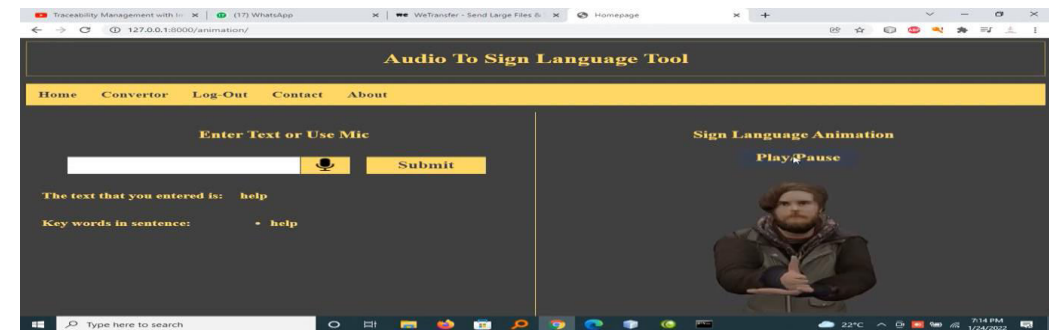 Traceability Management with
(17) WhatsApp
WeTransfer - Send Large Files &
Homepage
127.0.0.1:8000/animation/
Audio To Sign Language Tool
Home Convertor Log-Out Contact About
Enter Text or Use Mic
Submit
The text that you entered is: help
Key words in sentence: • help
Sign Language Animation
Play/Pause
Type here to search
22°C
7:14 PM
1/24/2022